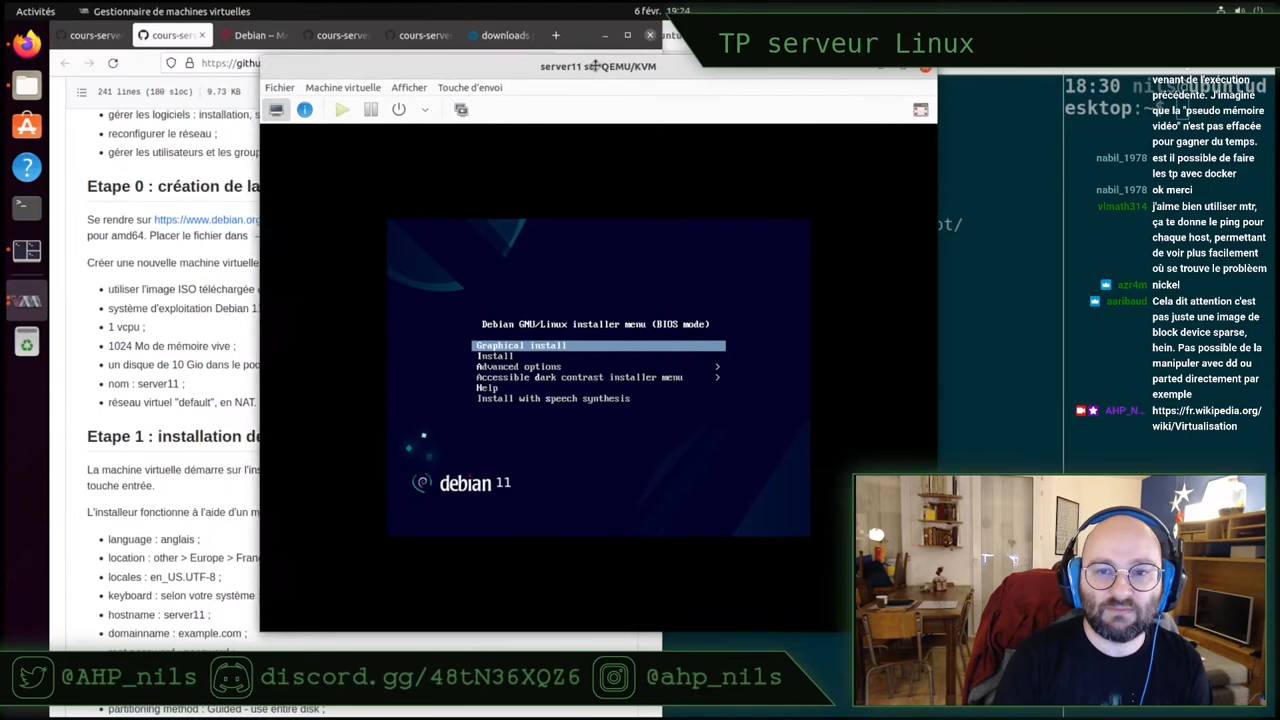 Activités
Gestionnaire de machines virtuelles
6 févr. 19:24
TP serveur Linux
cours-serve
cours-serve
Debian -- Me
cours-serve
cours-serve
downloads
https://githu
server11
QEMU/KVM
Fichier Machine virtuelle Afficher Touche d'envoi
241 lines (180 sloc) 9.73 KB
gérer les logiciels : installation, s
reconfigurer le réseau ;
gérer les utilisateurs et les group
Etape 0 : création de la
Se rendre sur https://www.debian.org
pour amd64. Placer le fichier dans
Créer une nouvelle machine virtuelle
utiliser l'image ISO téléchargée
système d'exploitation Debian 1
1 vcpu ;
1024 Mo de mémoire vive ;
un disque de 10 Gio dans le poo
nom : server11 ;
réseau virtuel "default", en NAT.
Etape 1 : installation de
La machine virtuelle démarre sur l'ins
touche entrée.
L'installeur fonctionne à l'aide d'un m
language : anglais ;
location : other > Europe > Fran
locales : en_US.UTF-8 ;
keyboard : selon votre système
hostname : server11 ;
domainname : example.com ;
partitioning method : Guided - use entire disk ;
Debian GNU/Linux installer menu (BIOS mode)
Graphical install
Install
Advanced options >
Accessible dark contrast installer menu >
Help
Install with speech synthesis
debian 11
18:30 nils@ubuntud
esktop:~$
pt/
venant de l'exécution
précédente. J'imagine
que la "pseudo mémoire
vidéo" n'est pas effacée
pour gagner du temps.
nabil_1978 est il possible de faire
les tp avec docker
nabil_1978 ok merci
vlmath314 j'aime bien utiliser mtr,
ça te donne le ping pour
chaque host, permettant
de voir plus facilement
où se trouve le problèem
azr4m nickel
aaribaud Cela dit attention c'est
pas juste une image de
block device sparse,
hein. Pas possible de la
manipuler avec dd ou
parted directement par
exemple
AHP_N... https://fr.wikipedia.org/
wiki/Virtualisation
@AHP_nils
discord.gg/48tN36XQZ6
@ahp_nils